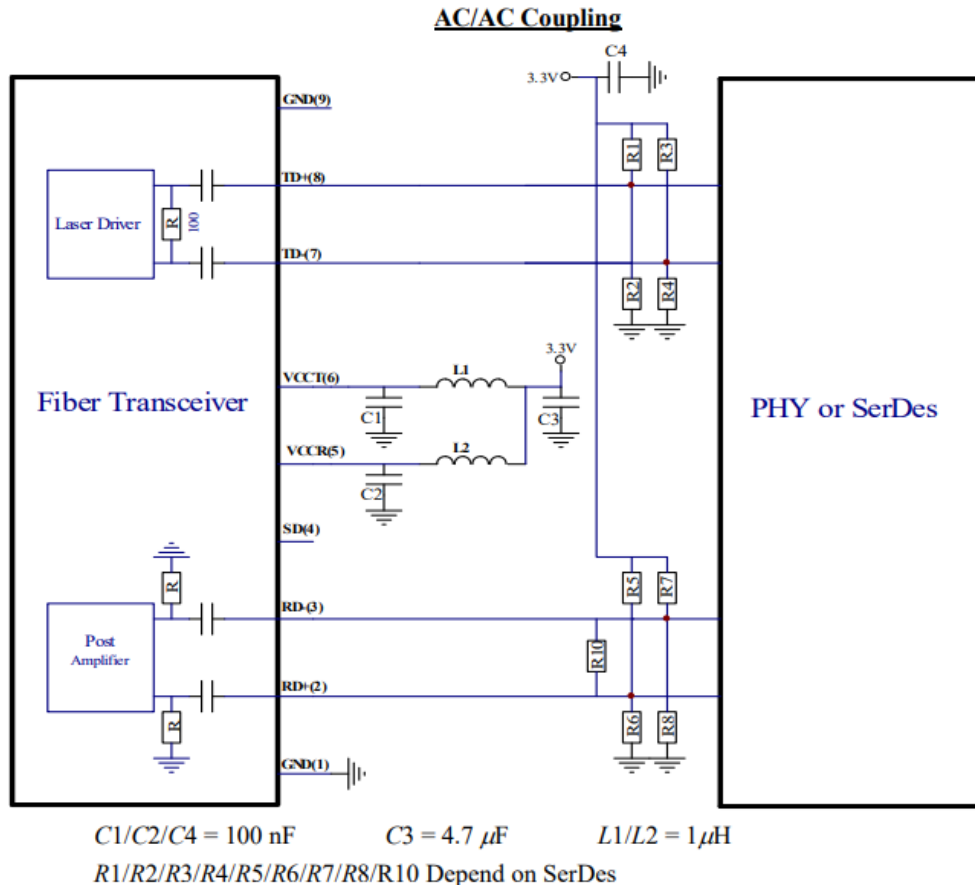 AC/AC Coupling
C4
3.3V
GND(9)
R1
R3
TD+(8)
Laser Driver
R
100
TD-(7)
R2
R4
3.3V
VCCT(6)
L1
Fiber Transceiver
PHY or SerDes
C1
C3
VCCR(5)
L2
C2
SD(4)
R
R5
R7
RD-(3)
Post
Amplifier
R10
RD+(2)
R
R6
R8
GND(1)
C1/C2/C4 = 100 nF C3 = 4.7 μF L1/L2 = 1μH
R1/R2/R3/R4/R5/R6/R7/R8/R10 Depend on SerDes